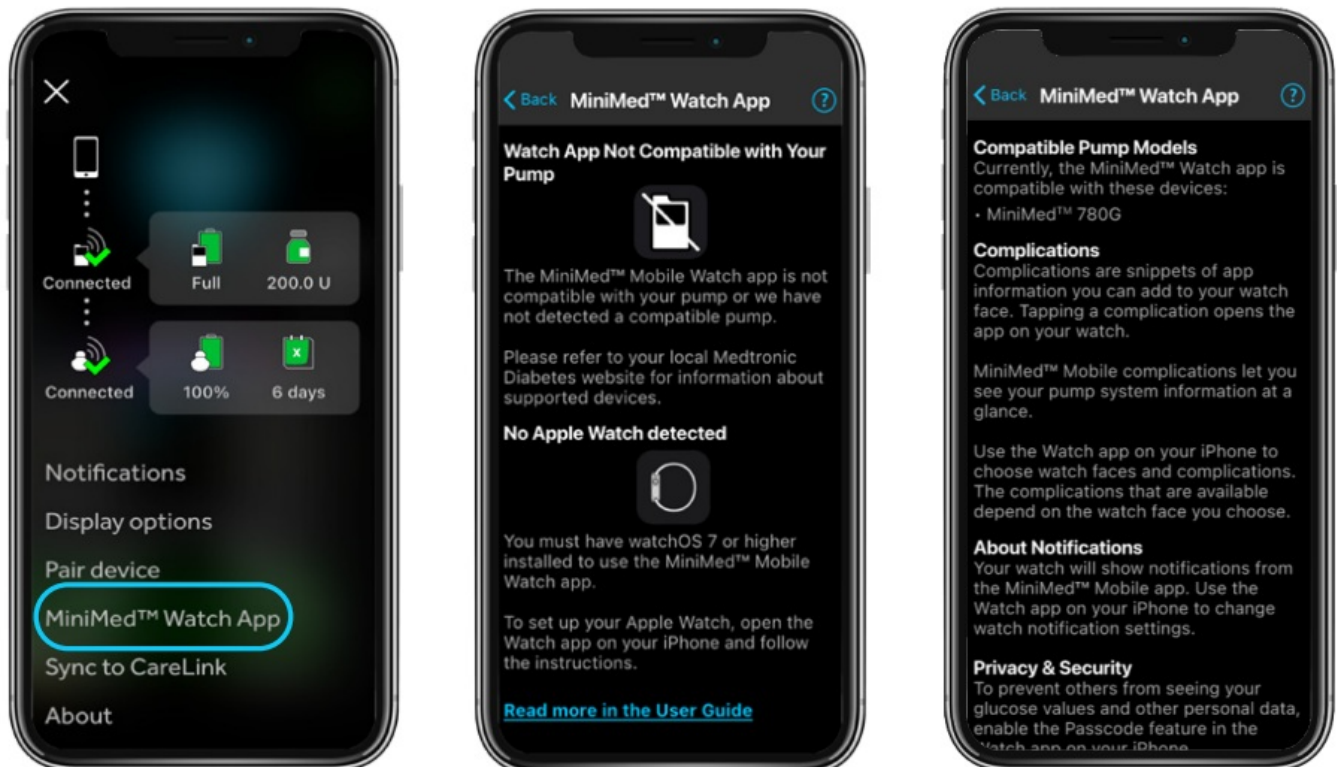 Connected
Full
200.0 U
Connected
100%
x
6 days
Notifications
Display options
Pair device
MiniMed™ Watch App
Sync to CareLink
About
Back MiniMed™ Watch App ?
Watch App Not Compatible with Your
Pump
The MiniMed™ Mobile Watch app is not
compatible with your pump or we have
not detected a compatible pump.
Please refer to your local Medtronic
Diabetes website for information about
supported devices.
No Apple Watch detected
You must have watchOS 7 or higher
installed to use the MiniMed™ Mobile
Watch app.
To set up your Apple Watch, open the
Watch app on your iPhone and follow
the instructions.
Read more in the User Guide
Back MiniMed™ Watch App ?
Compatible Pump Models
Currently, the MiniMed™ Watch app is
compatible with these devices:
• MiniMed™ 780G
Complications
Complications are snippets of app
information you can add to your watch
face. Tapping a complication opens the
app on your watch.
MiniMed™ Mobile complications let you
see your pump system information at a
glance.
Use the Watch app on your iPhone to
choose watch faces and complications.
The complications that are available
depend on the watch face you choose.
About Notifications
Your watch will show notifications from
the MiniMed™ Mobile app. Use the
Watch app on your iPhone to change
watch notification settings.
Privacy & Security
To prevent others from seeing your
glucose values and other personal data,
enable the Passcode feature in the
Watch app on your iPhone